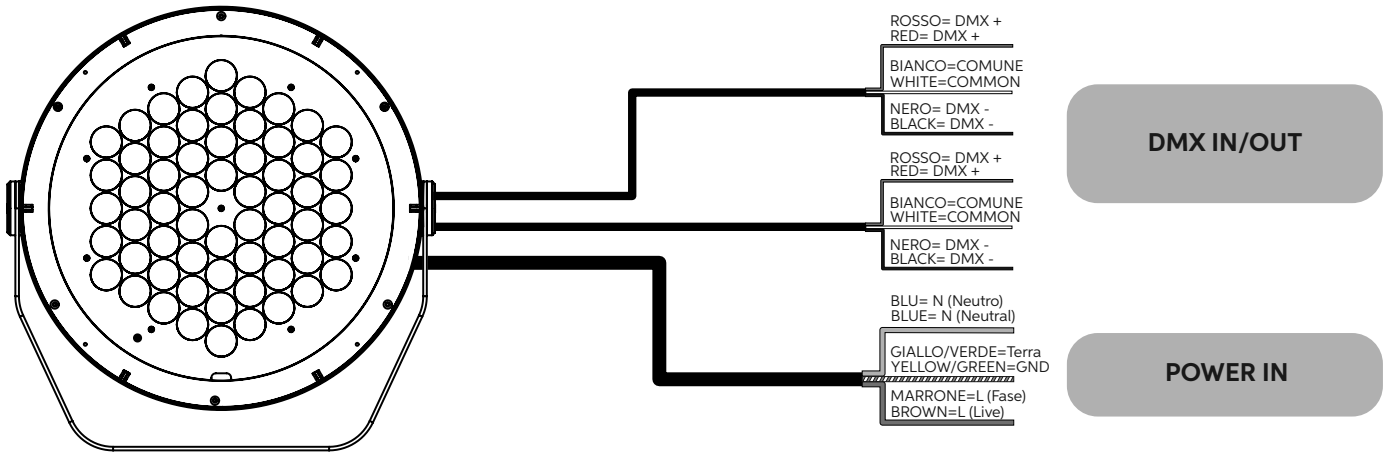 ROSSO= DMX +
RED= DMX +
BIANCO=COMUNE
WHITE=COMMON
NERO= DMX -
BLACK= DMX -
DMX IN/OUT
ROSSO= DMX +
RED= DMX +
BIANCO=COMUNE
WHITE=COMMON
NERO= DMX -
BLACK= DMX -
BLU= N (Neutro)
BLUE= N (Neutral)
GIALLO/VERDE=Terra
YELLOW/GREEN=GND
MARRONE=L (Fase)
BROWN=L (Live)
POWER IN